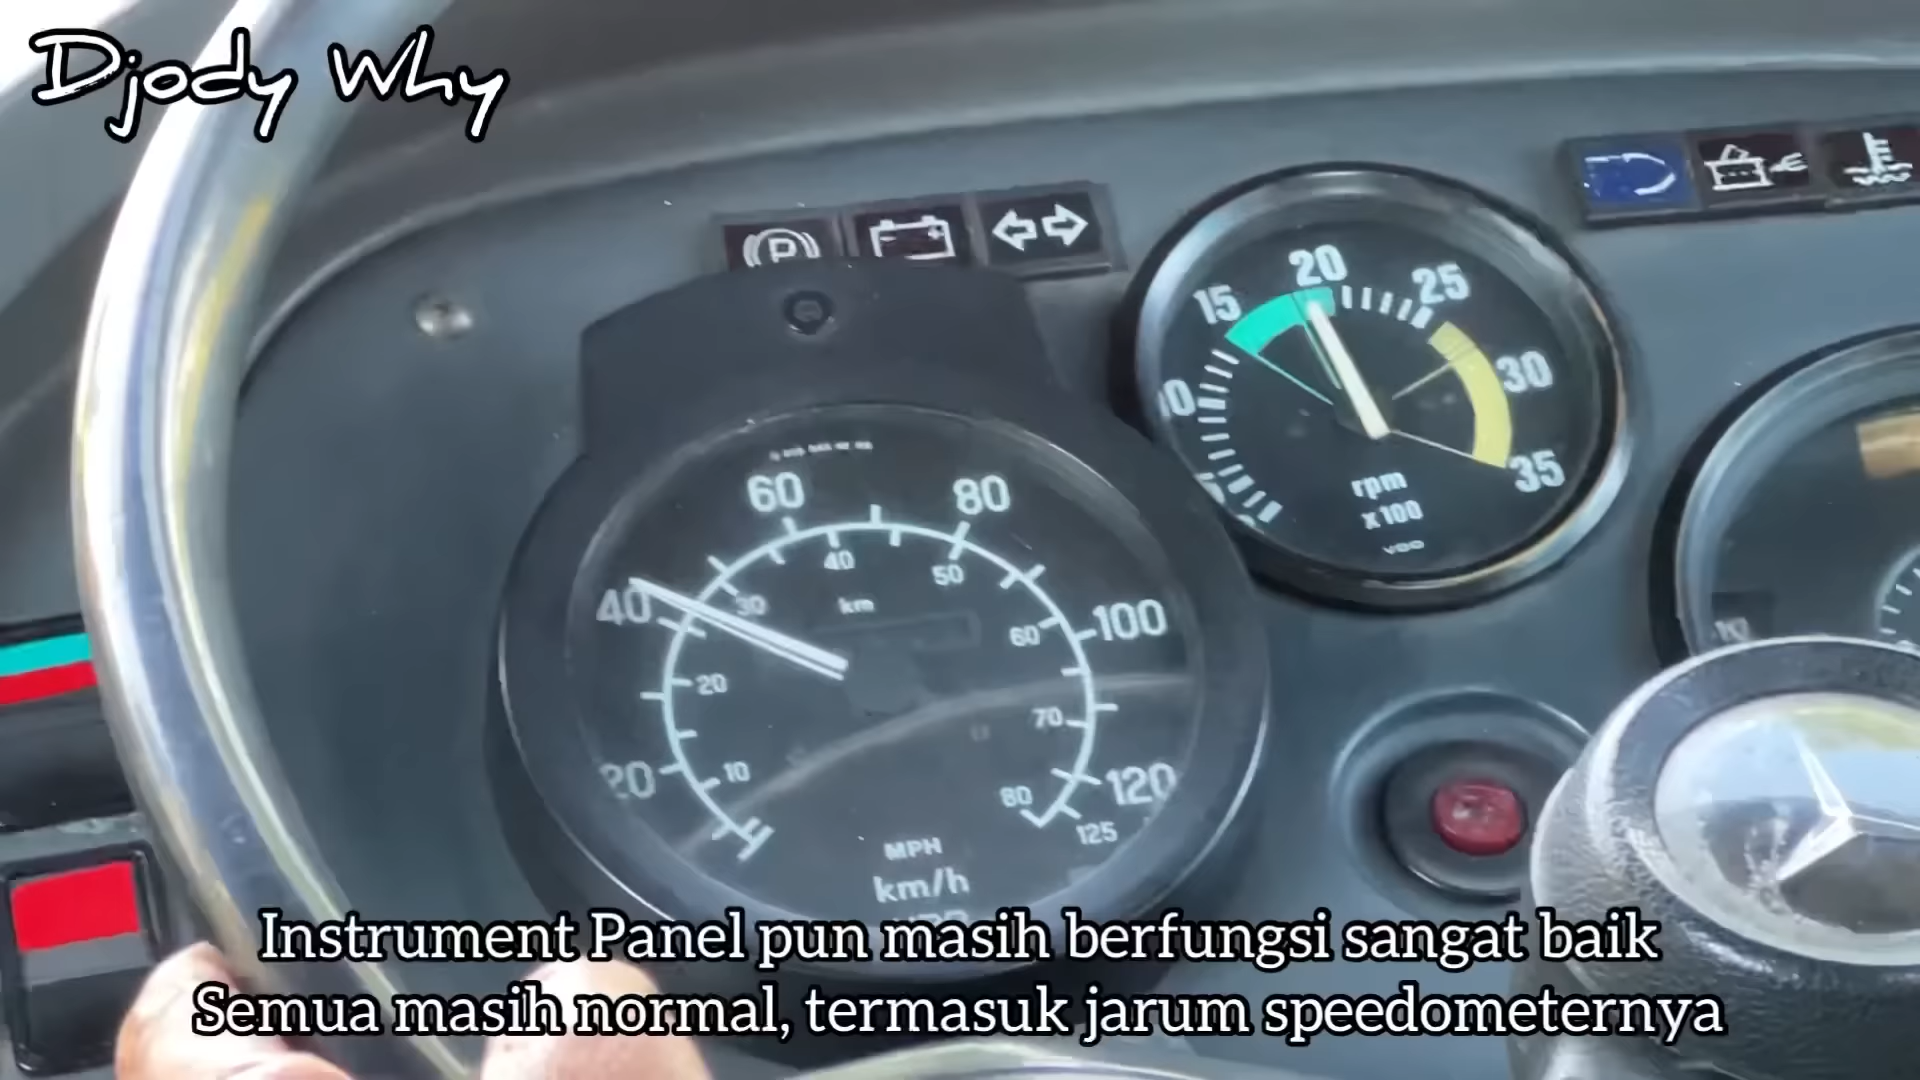 Djody Why
P
15 20 25 30 35
rpm
x 100
VDO
60 80
40 50
40 30 km 60 100
20 70
20 10 80 120
125
MPH
km/h
Instrument Panel pun masih berfungsi sangat baik
Semua masih normal, termasuk jarum speedometernya